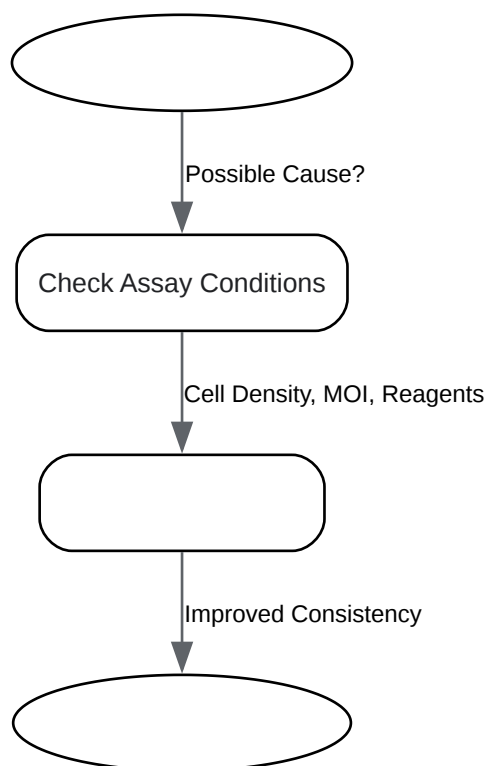 Possible Cause?
Check Assay Conditions
Cell Density, MOI, Reagents
Improved Consistency